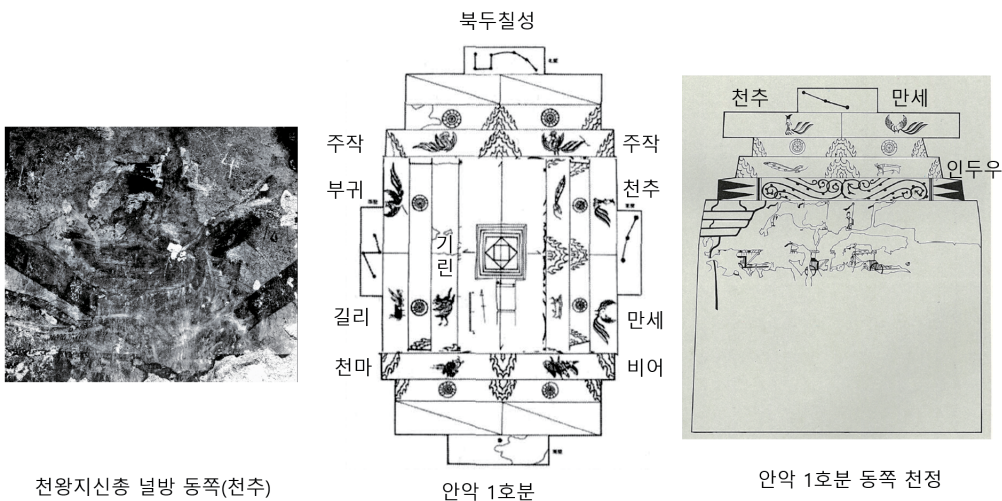 북두칠성
주작
주작
부귀
천추
기
린
길리
만세
천마
비어
천추
만세
인두우
천왕지신총 널방 동쪽(천추)
안악 1호분
안악 1호분 동쪽 천정